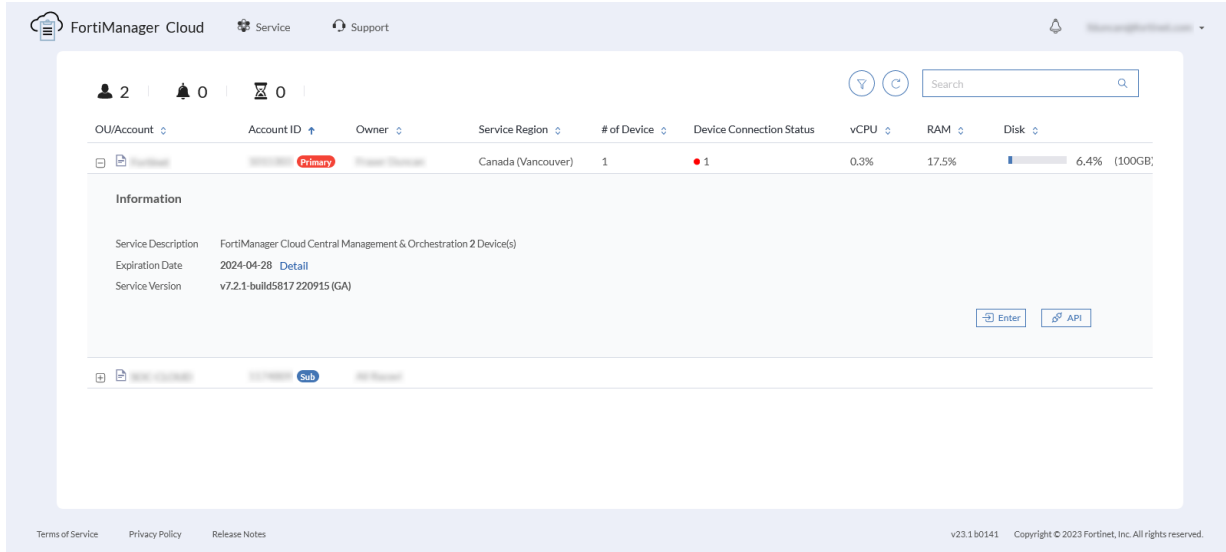 FortiManager Cloud Service Support
2 0 0 Search
OU/Account Account ID Owner Service Region # of Device Device Connection Status vCPU RAM Disk
Primary Canada (Vancouver) 1 1 0.3% 17.5% 6.4% (100GB)
Information
Service Description FortiManager Cloud Central Management & Orchestration 2 Device(s)
Expiration Date 2024-04-28 Detail
Service Version v7.2.1-build5817 220915 (GA)
Enter API
Sub
Terms of Service Privacy Policy Release Notes v23.1 b0141 Copyright © 2023 Fortinet, Inc. All rights reserved.